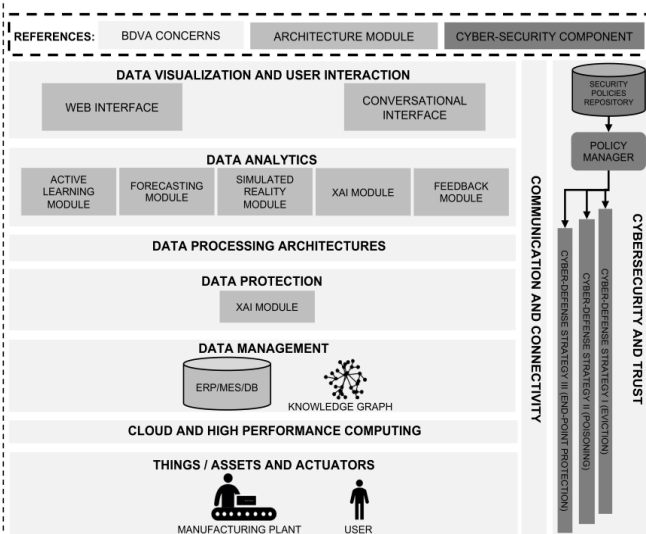 REFERENCES:
BDVA CONCERNS
ARCHITECTURE MODULE
CYBER-SECURITY COMPONENT
DATA VISUALIZATION AND USER INTERACTION
WEB INTERFACE
CONVERSATIONAL
INTERFACE
DATA ANALYTICS
ACTIVE
LEARNING
MODULE
FORECASTING
MODULE
SIMULATED
REALITY
MODULE
XAI MODULE
FEEDBACK
MODULE
DATA PROCESSING ARCHITECTURES
DATA PROTECTION
XAI MODULE
DATA MANAGEMENT
ERP/MES/DB
KNOWLEDGE GRAPH
CLOUD AND HIGH PERFORMANCE COMPUTING
THINGS / ASSETS AND ACTUATORS
MANUFACTURING PLANT
USER
COMMUNICATION AND CONNECTIVITY
SECURITY
POLICIES
REPOSITORY
POLICY
MANAGER
CYBER-DEFENSE STRATEGY III (END-POINT PROTECTION)
CYBER-DEFENSE STRATEGY II (POISONING)
CYBER-DEFENSE STRATEGY I (EVICTION)
CYBERSECURITY AND TRUST